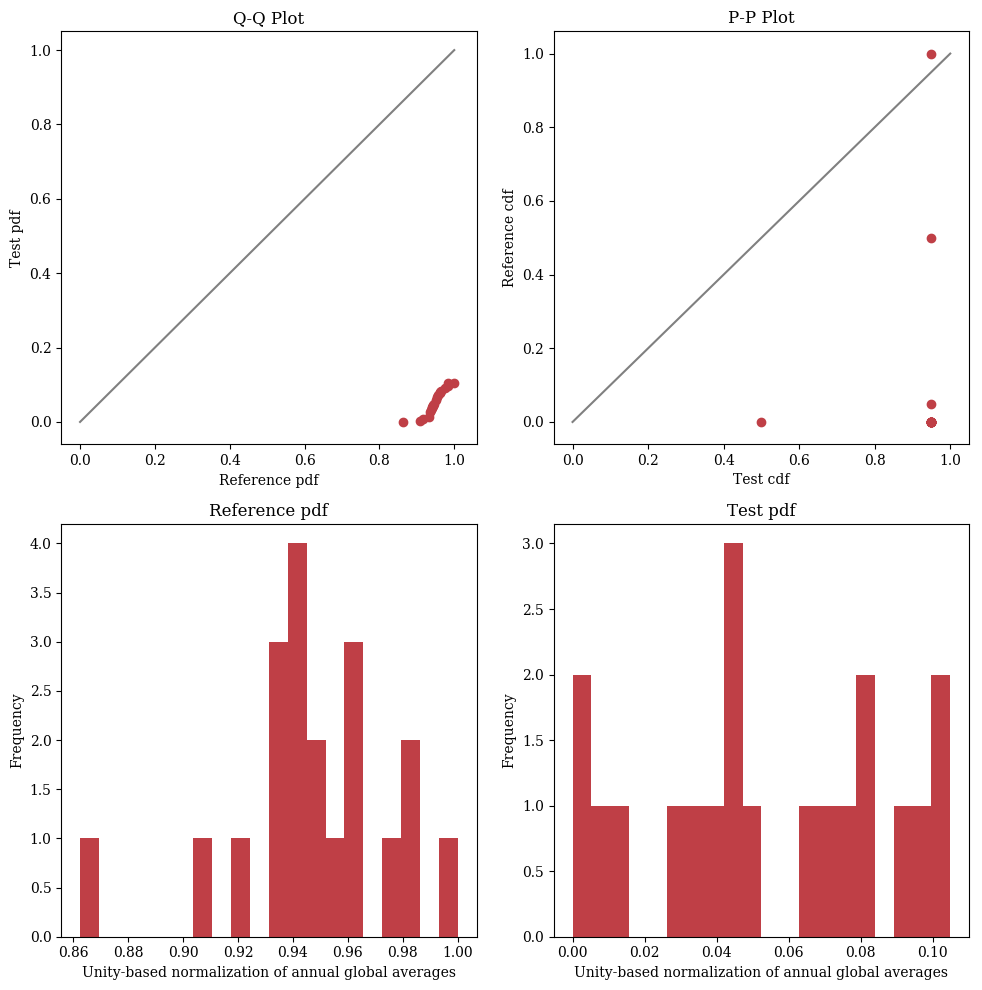 Q-Q Plot
1.0
0.8
0.6
0.4
0.2
0.0
Test pdf
0.0 0.2 0.4 0.6 0.8 1.0
Reference pdf
P-P Plot
1.0
0.8
0.6
0.4
0.2
0.0
Reference cdf
0.0 0.2 0.4 0.6 0.8 1.0
Test cdf
Reference pdf
4.0
3.5
3.0
2.5
2.0
1.5
1.0
0.5
0.0
Frequency
0.86 0.88 0.90 0.92 0.94 0.96 0.98 1.00
Unity-based normalization of annual global averages
Test pdf
3.0
2.5
2.0
1.5
1.0
0.5
0.0
Frequency
0.00 0.02 0.04 0.06 0.08 0.10
Unity-based normalization of annual global averages